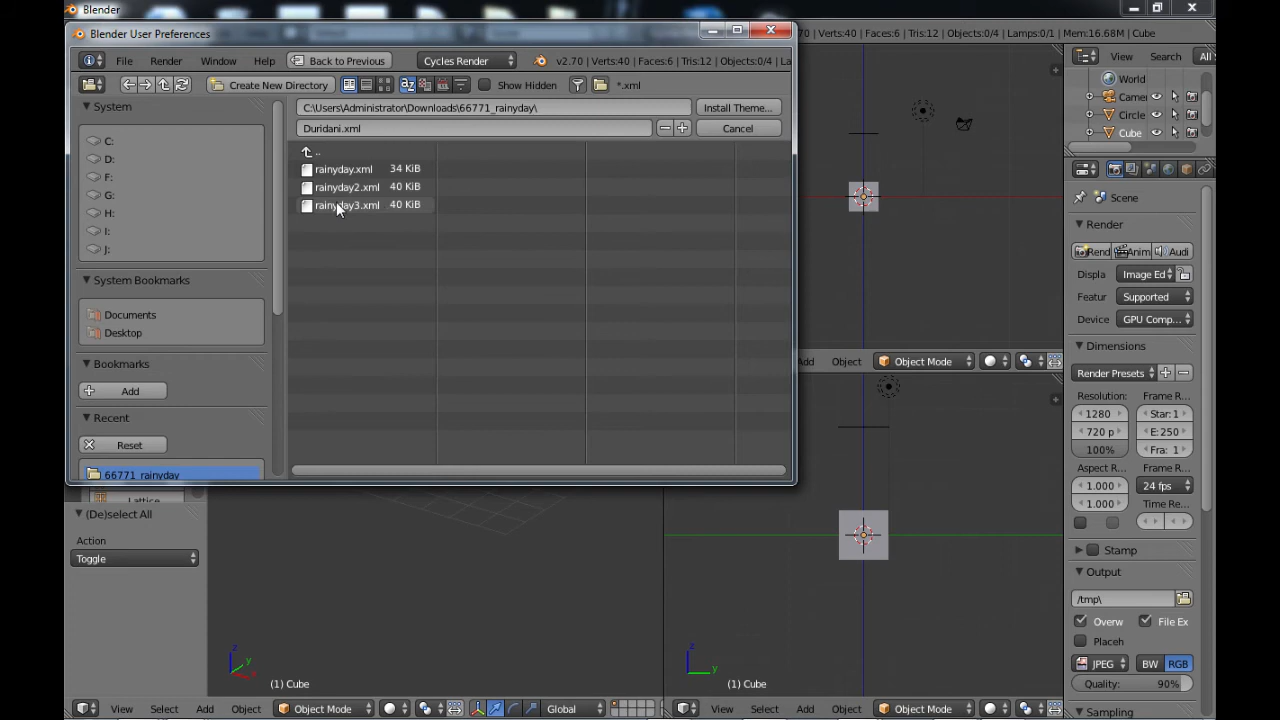 Blender
Blender User Preferences
File Render Window Help Back to Previous Cycles Render v2.70 | Verts:40 | Faces:6 | Tris:12 | Objects:0/4 | La
Verts:40 | Faces:6 | Tris:12 | Objects:0/4 | Lamps:0/1 | Mem:16.68M | Cube
Create New Directory Show Hidden *.xml
View Search All S
System
C:\Users\Administrator\Downloads\66771_rainyday\ Install Theme...
Duridani.xml Cancel
C:
D:
F:
G:
H:
I:
J:
..
rainyday.xml 34 KiB
rainyday2.xml 40 KiB
rainyday3.xml 40 KiB
System Bookmarks
Documents
Desktop
Bookmarks
Add
Recent
Reset
66771_rainyday
World
Camer
Circle
Cube
Scene
Render
Rend Anim Audi
Displa Image Ed
Featur Supported
Device GPU Comp...
Dimensions
Render Presets
Resolution: Frame R...
1280 Star: 1
720 p E: 250
100% Fra: 1
Aspect R... Frame R...
1.000 24 fps
1.000 Time Re...
Stamp
Output
/tmp\
Overw File Ex
Placeh
JPEG BW RGB
Quality: 90%
Sampling
Add Object Object Mode
Lattice
(De)select All
Action
Toggle
z
y
x
(1) Cube
z
y
(1) Cube
View Select Add Object Object Mode Global
View Select Add Object Object Mode